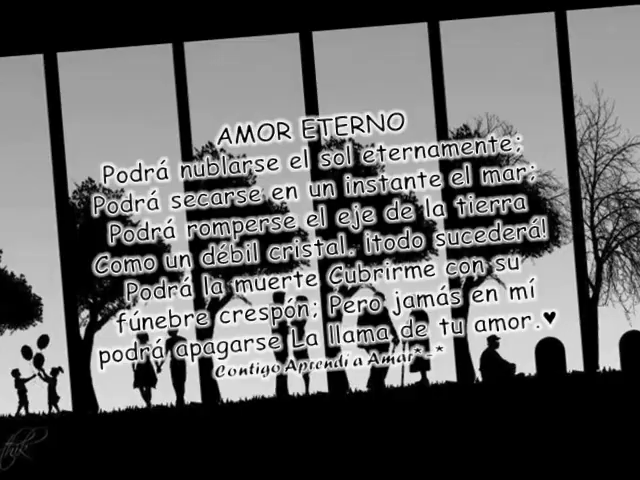 AMOR ETERNO
Podrá nublarse el sol eternamente;
Podrá secarse en un instante el mar;
Podrá romperse el eje de la tierra
Como un débil cristal. ¡todo sucederá!
Podrá la muerte Cubrirme con su
fúnebre crespón; Pero jamás en mí
podrá apagarse La llama de tu amor.♥
Contigo Aprendi a Amar*-*